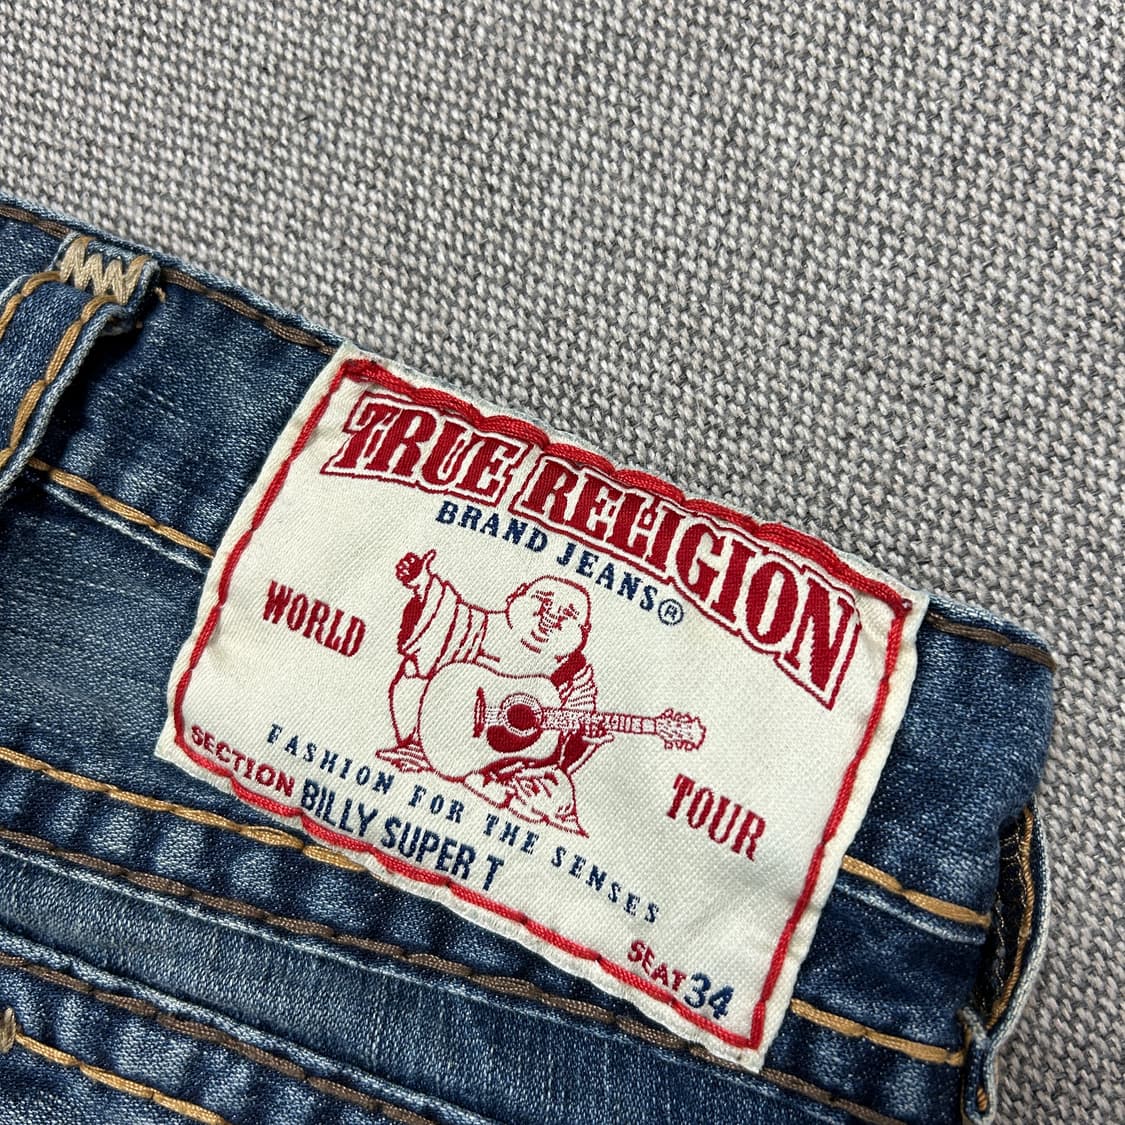 TRUE RELIGION
BRAND JEANS®
WORLD TOUR
FASHION FOR THE SENSES
SECTION BILLY SUPER T
SEAT 34